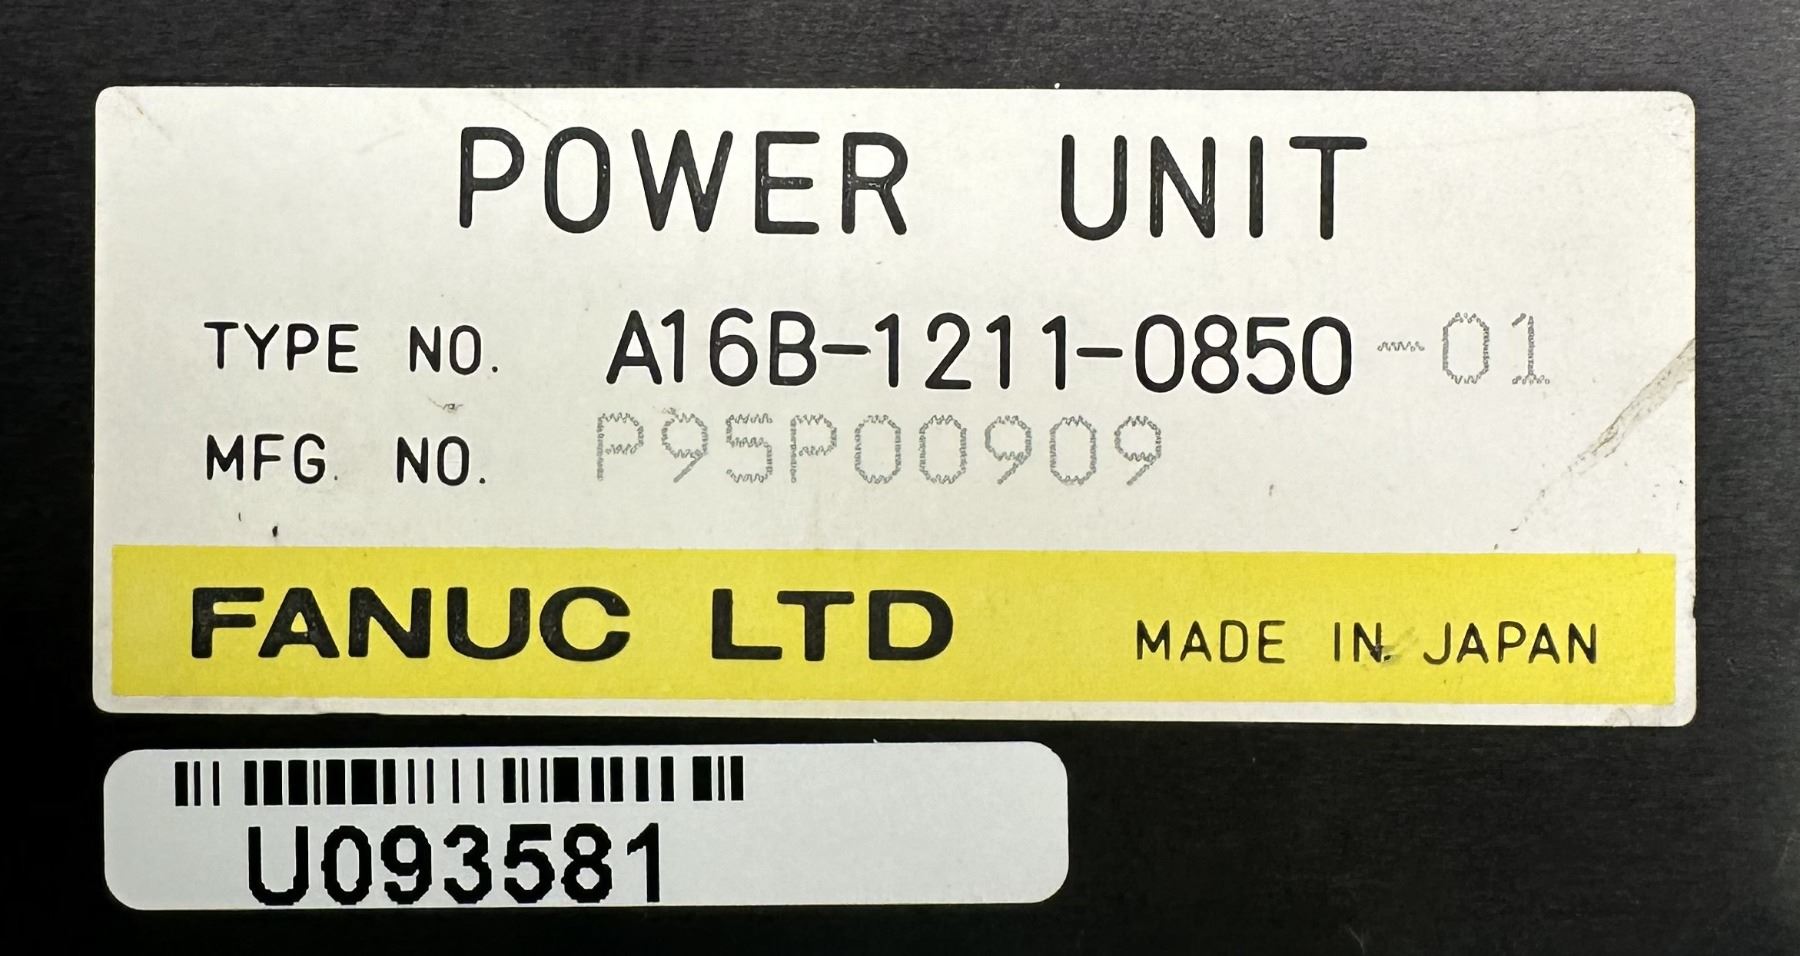 POWER UNIT
TYPE NO. A16B-1211-0850-01
MFG. NO. P95P00909
FANUC LTD MADE IN JAPAN
U093581